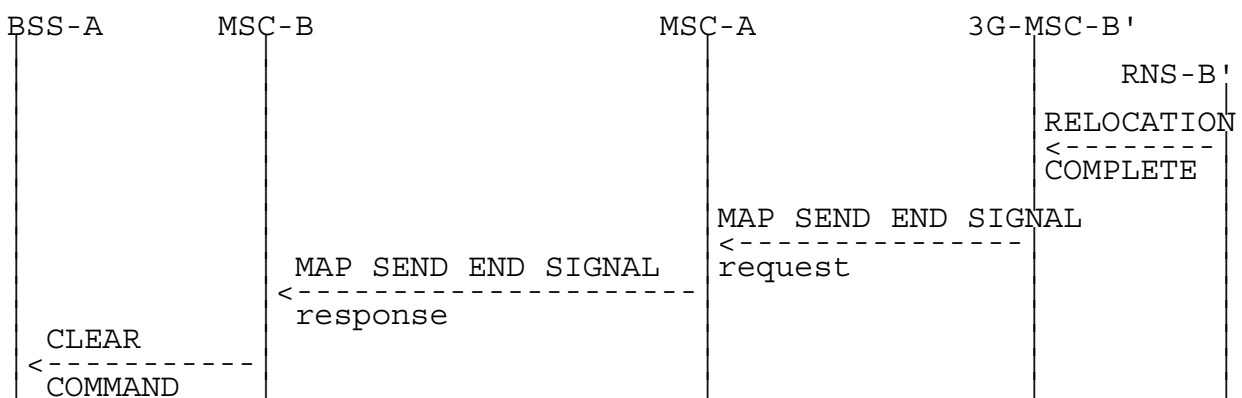 BSS-A MSC-B MSC-A 3G-MSC-B'
RNS-B'
RELOCATION
COMPLETE
MAP SEND END SIGNAL
request
MAP SEND END SIGNAL
response
CLEAR
COMMAND